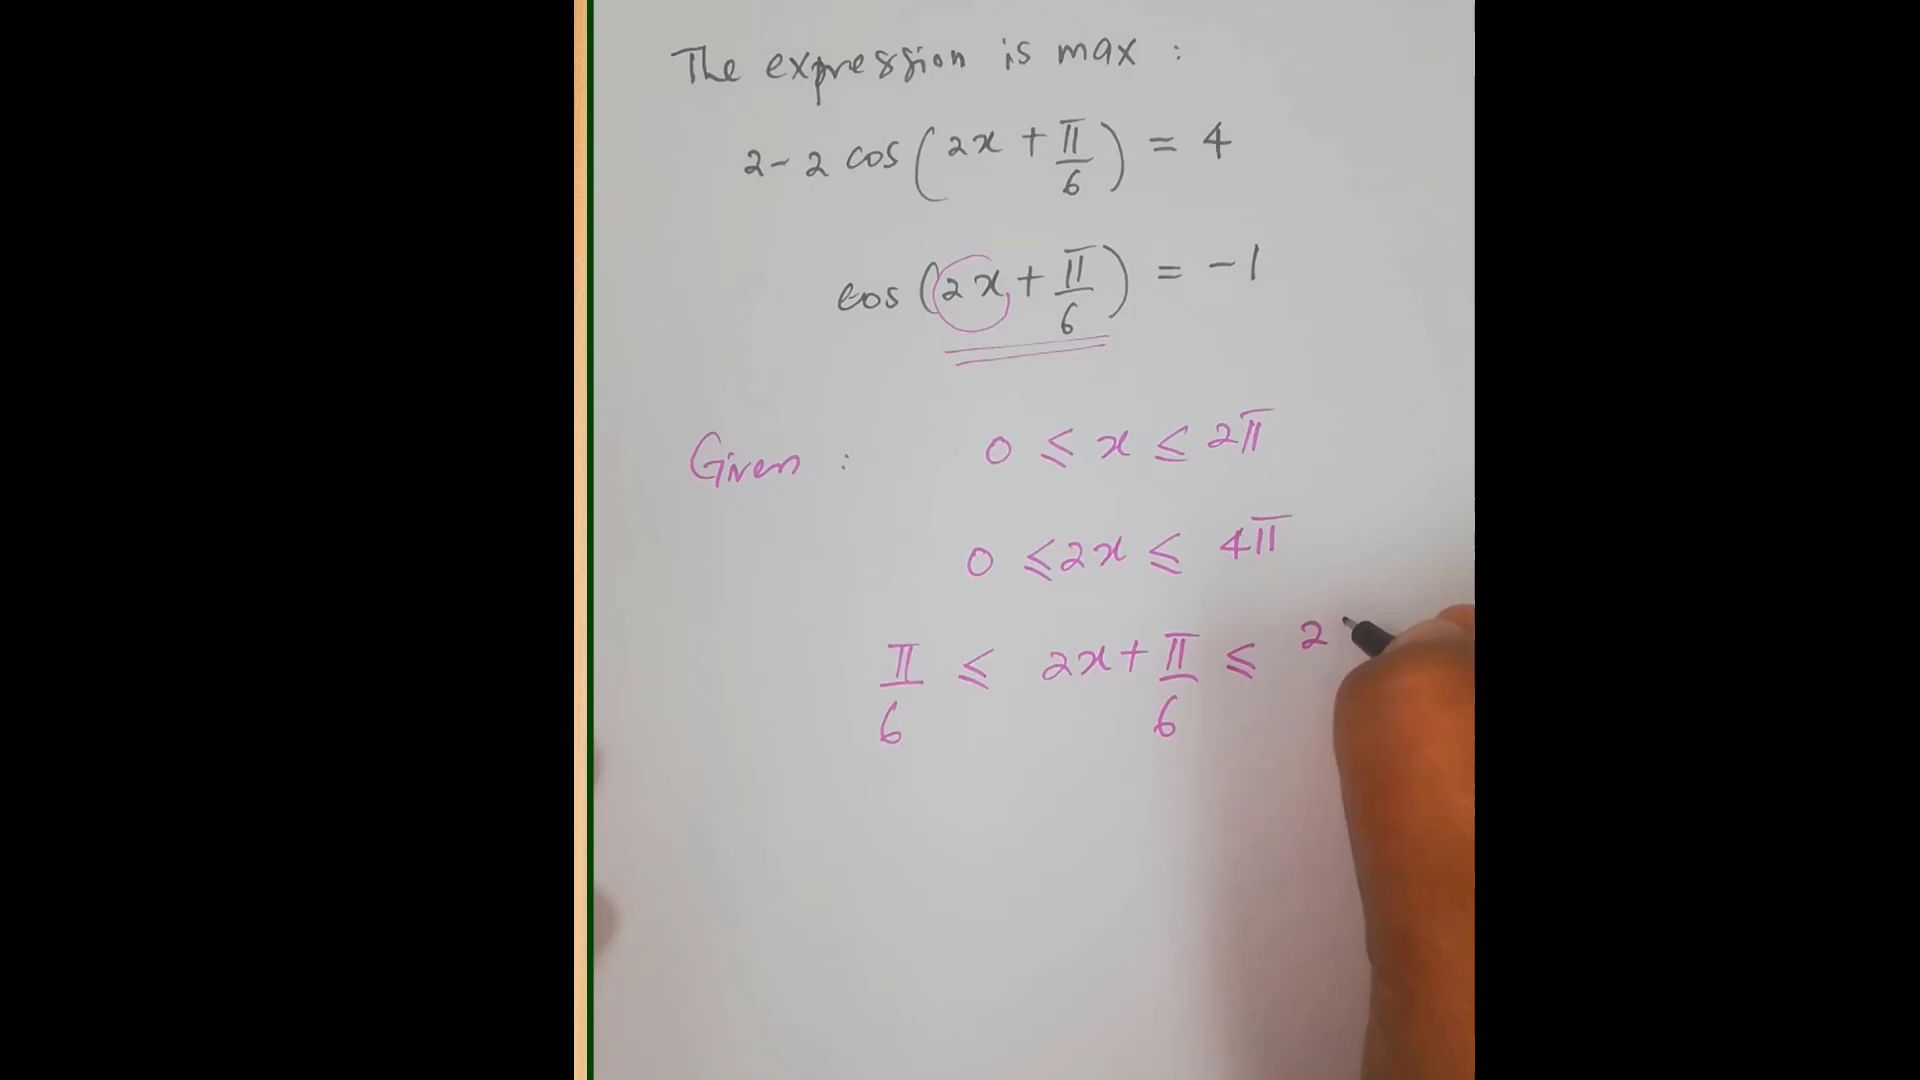 The expression is max :
2 - 2 cos (2x + π/6) = 4
cos (2x + π/6) = -1
Given : 0 ≤ x ≤ 2π
0 ≤ 2x ≤ 4π
π/6 ≤ 2x + π/6 ≤ 2